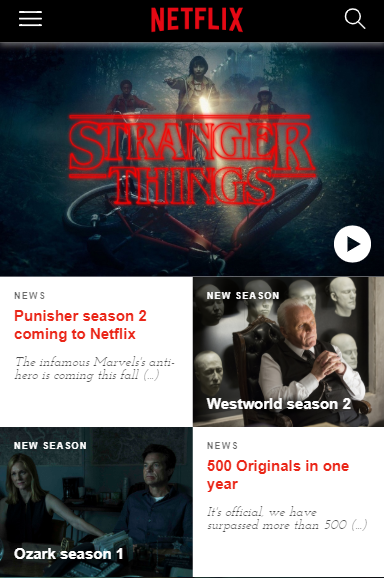 NETFLIX
STRANGER
THINGS
NEWS
Punisher season 2
coming to Netflix
The infamous Marvels's anti-
hero is coming this fall (...)
NEW SEASON
Westworld season 2
NEW SEASON
Ozark season 1
NEWS
500 Originals in one
year
It's official, we have
surpassed more than 500 (...)